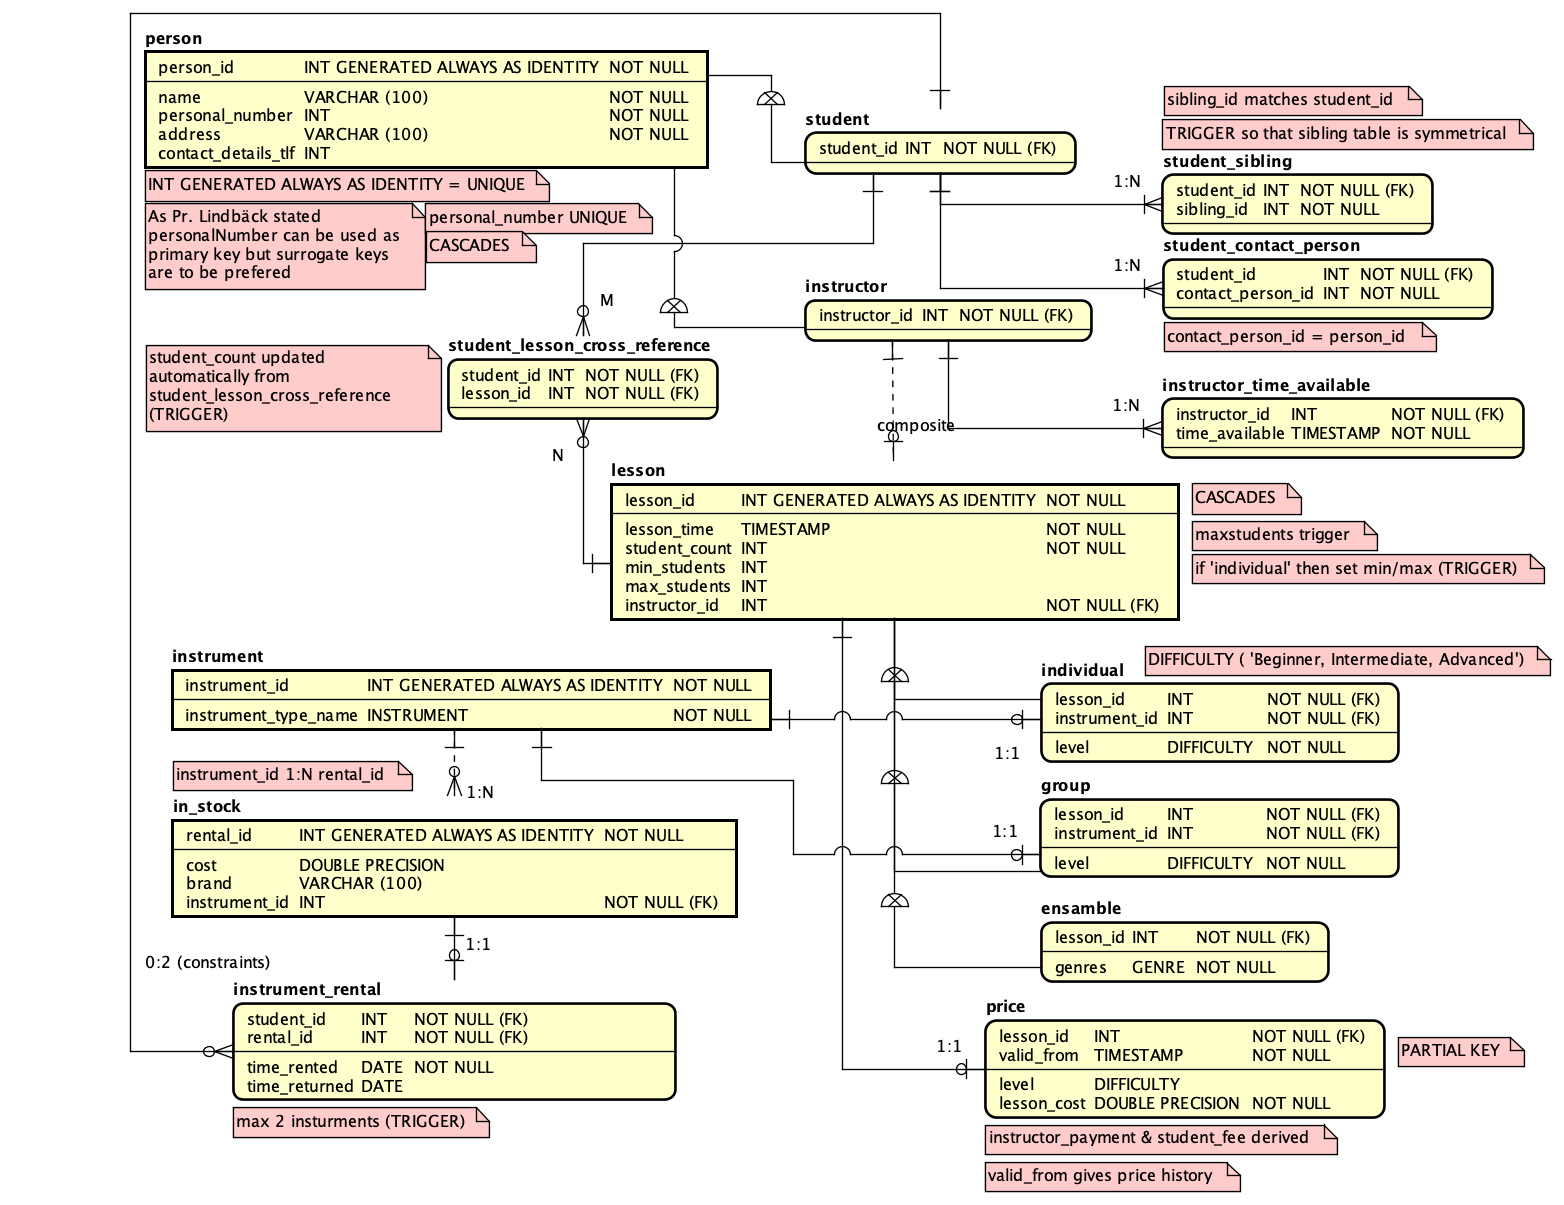 person
person_id INT GENERATED ALWAYS AS IDENTITY NOT NULL
name VARCHAR (100) NOT NULL
personal_number INT NOT NULL
address VARCHAR (100) NOT NULL
contact_details_tlf INT
INT GENERATED ALWAYS AS IDENTITY = UNIQUE
As Pr. Lindbäck stated
personalNumber can be used as
primary key but surrogate keys
are to be prefered
personal_number UNIQUE
CASCADES
student
student_id INT NOT NULL (FK)
sibling_id matches student_id
TRIGGER so that sibling table is symmetrical
student_sibling
1:N
student_id INT NOT NULL (FK)
sibling_id INT NOT NULL
student_contact_person
1:N
student_id INT NOT NULL (FK)
contact_person_id INT NOT NULL
contact_person_id = person_id
instructor
instructor_id INT NOT NULL (FK)
M
student_lesson_cross_reference
student_id INT NOT NULL (FK)
lesson_id INT NOT NULL (FK)
student_count updated
automatically from
student_lesson_cross_reference
(TRIGGER)
instructor_time_available
1:N
instructor_id INT NOT NULL (FK)
time_available TIMESTAMP NOT NULL
composite
N
lesson
lesson_id INT GENERATED ALWAYS AS IDENTITY NOT NULL
lesson_time TIMESTAMP NOT NULL
student_count INT NOT NULL
min_students INT
max_students INT
instructor_id INT NOT NULL (FK)
CASCADES
maxstudents trigger
if 'individual' then set min/max (TRIGGER)
instrument
instrument_id INT GENERATED ALWAYS AS IDENTITY NOT NULL
instrument_type_name INSTRUMENT NOT NULL
DIFFICULTY ( 'Beginner, Intermediate, Advanced')
individual
lesson_id INT NOT NULL (FK)
instrument_id INT NOT NULL (FK)
level DIFFICULTY NOT NULL
1:1
instrument_id 1:N rental_id
1:N
group
1:1
lesson_id INT NOT NULL (FK)
instrument_id INT NOT NULL (FK)
level DIFFICULTY NOT NULL
in_stock
rental_id INT GENERATED ALWAYS AS IDENTITY NOT NULL
cost DOUBLE PRECISION
brand VARCHAR (100)
instrument_id INT NOT NULL (FK)
ensamble
lesson_id INT NOT NULL (FK)
genres GENRE NOT NULL
1:1
0:2 (constraints)
instrument_rental
student_id INT NOT NULL (FK)
rental_id INT NOT NULL (FK)
time_rented DATE NOT NULL
time_returned DATE
max 2 insturments (TRIGGER)
price
1:1
lesson_id INT NOT NULL (FK)
valid_from TIMESTAMP NOT NULL
level DIFFICULTY
lesson_cost DOUBLE PRECISION NOT NULL
PARTIAL KEY
instructor_payment & student_fee derived
valid_from gives price history